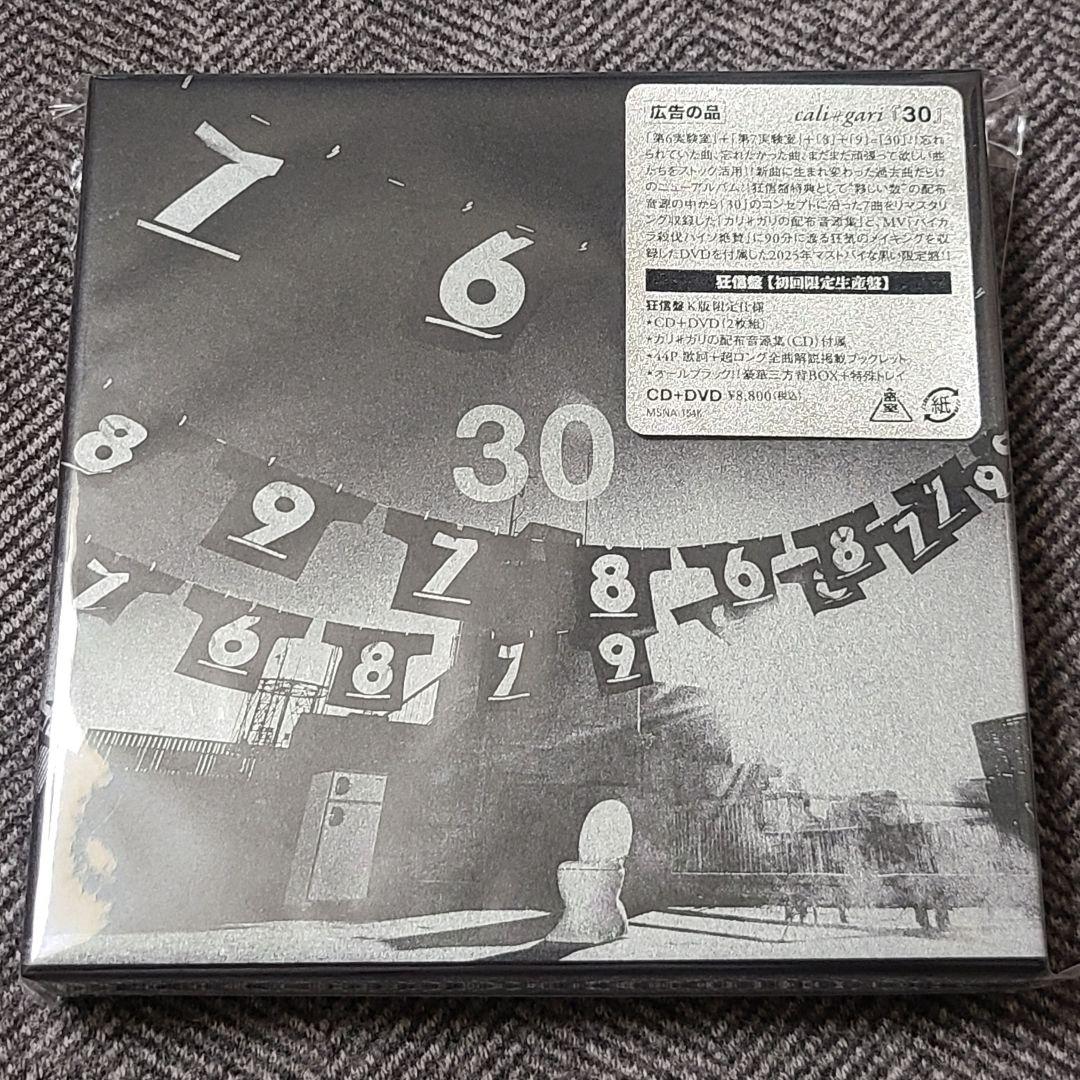 広告の品 cali≠gari 『30』
「第6実験室」+「第7実験室」+「8」+「9」=「30」!! 忘れ
られていた曲、忘れたかった曲、まだまだ頑張って欲しい曲
たちをストック活用!! 新曲に生まれ変わった過去曲だらけ
のニューアルバム!! 狂信盤特典として“夥しい数”の配布
音源の中から「30」のコンセプトに沿った7曲をリマスタリ
ング収録した「カリ≠ガリの配布音源集」と、MV「ハイカ
ラ殺伐ハイソ絶賛」に90分に渡る狂気のメイキングを収
録したDVDを付属した2025年マストバイな黒い限定盤!!
狂信盤【初回限定生産盤】
狂信盤 K版限定仕様
★CD+DVD(2枚組)
★カリ≠ガリの配布音源集(CD)付属
★44P 歌詞+超ロング全曲解説掲載ブックレット
★オールブラック!! 豪華三方背BOX+特殊トレイ
CD+DVD ¥8,800(税込)
MSNA-154K
密室
紙
7
6
30
8
9 7 8 6 8 7 7 9
7 6 8 7 9